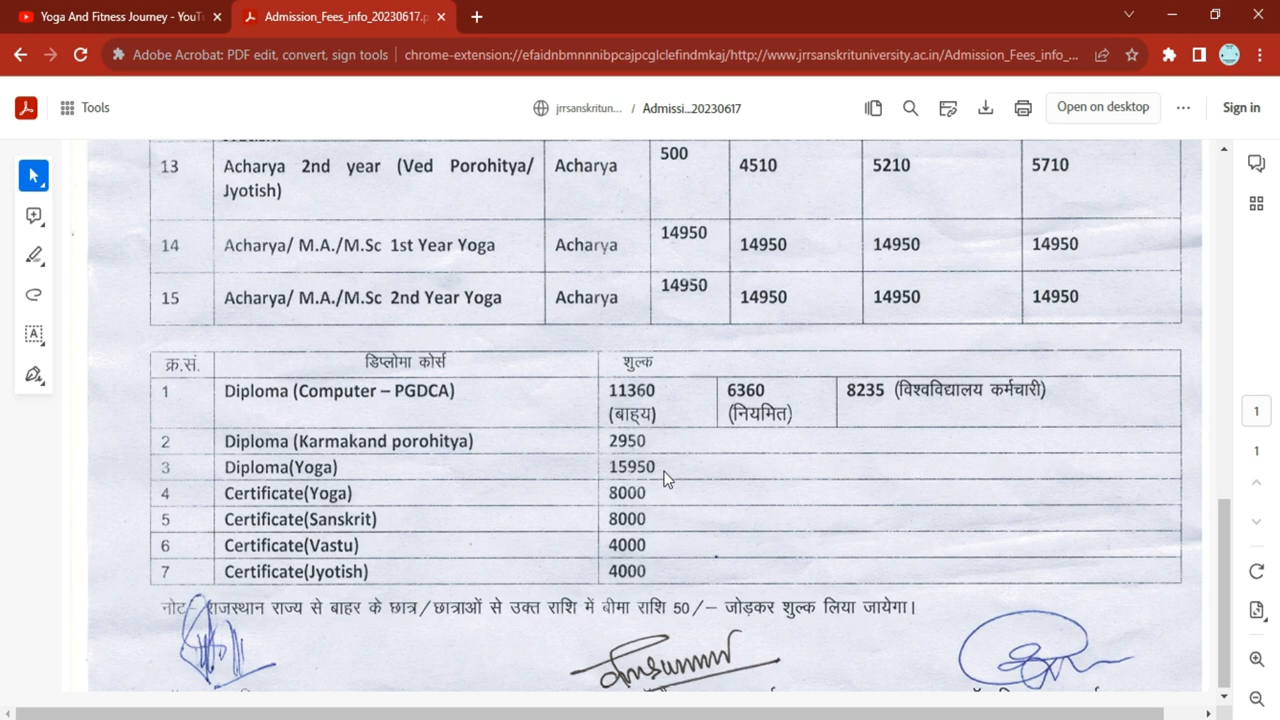 Yoga And Fitness Journey - YouT
Admission_Fees_info_20230617.p
Adobe Acrobat: PDF edit, convert, sign tools
chrome-extension://efaidnbmnnnibpcajpcglclefindmkaj/http://www.jrrsanskrituniversity.ac.in/Admission_Fees_info_...
Tools
jrrsanskritun... / Admissi...20230617
Open on desktop
Sign in
13 Acharya 2nd year (Ved Porohitya/ Acharya 500 4510 5210 5710
Jyotish)
14 Acharya/ M.A./M.Sc 1st Year Yoga Acharya 14950 14950 14950 14950
15 Acharya/ M.A./M.Sc 2nd Year Yoga Acharya 14950 14950 14950 14950
क्र.सं. डिप्लोमा कोर्स शुल्क
1 Diploma (Computer – PGDCA) 11360 6360 8235 (विश्वविद्यालय कर्मचारी)
(बाह्य) (नियमित)
2 Diploma (Karmakand porohitya) 2950
3 Diploma(Yoga) 15950
4 Certificate(Yoga) 8000
5 Certificate(Sanskrit) 8000
6 Certificate(Vastu) 4000
7 Certificate(Jyotish) 4000
नोट- राजस्थान राज्य से बाहर के छात्र/छात्राओं से उक्त राशि में बीमा राशि 50/- जोड़कर शुल्क लिया जायेगा।
1
1